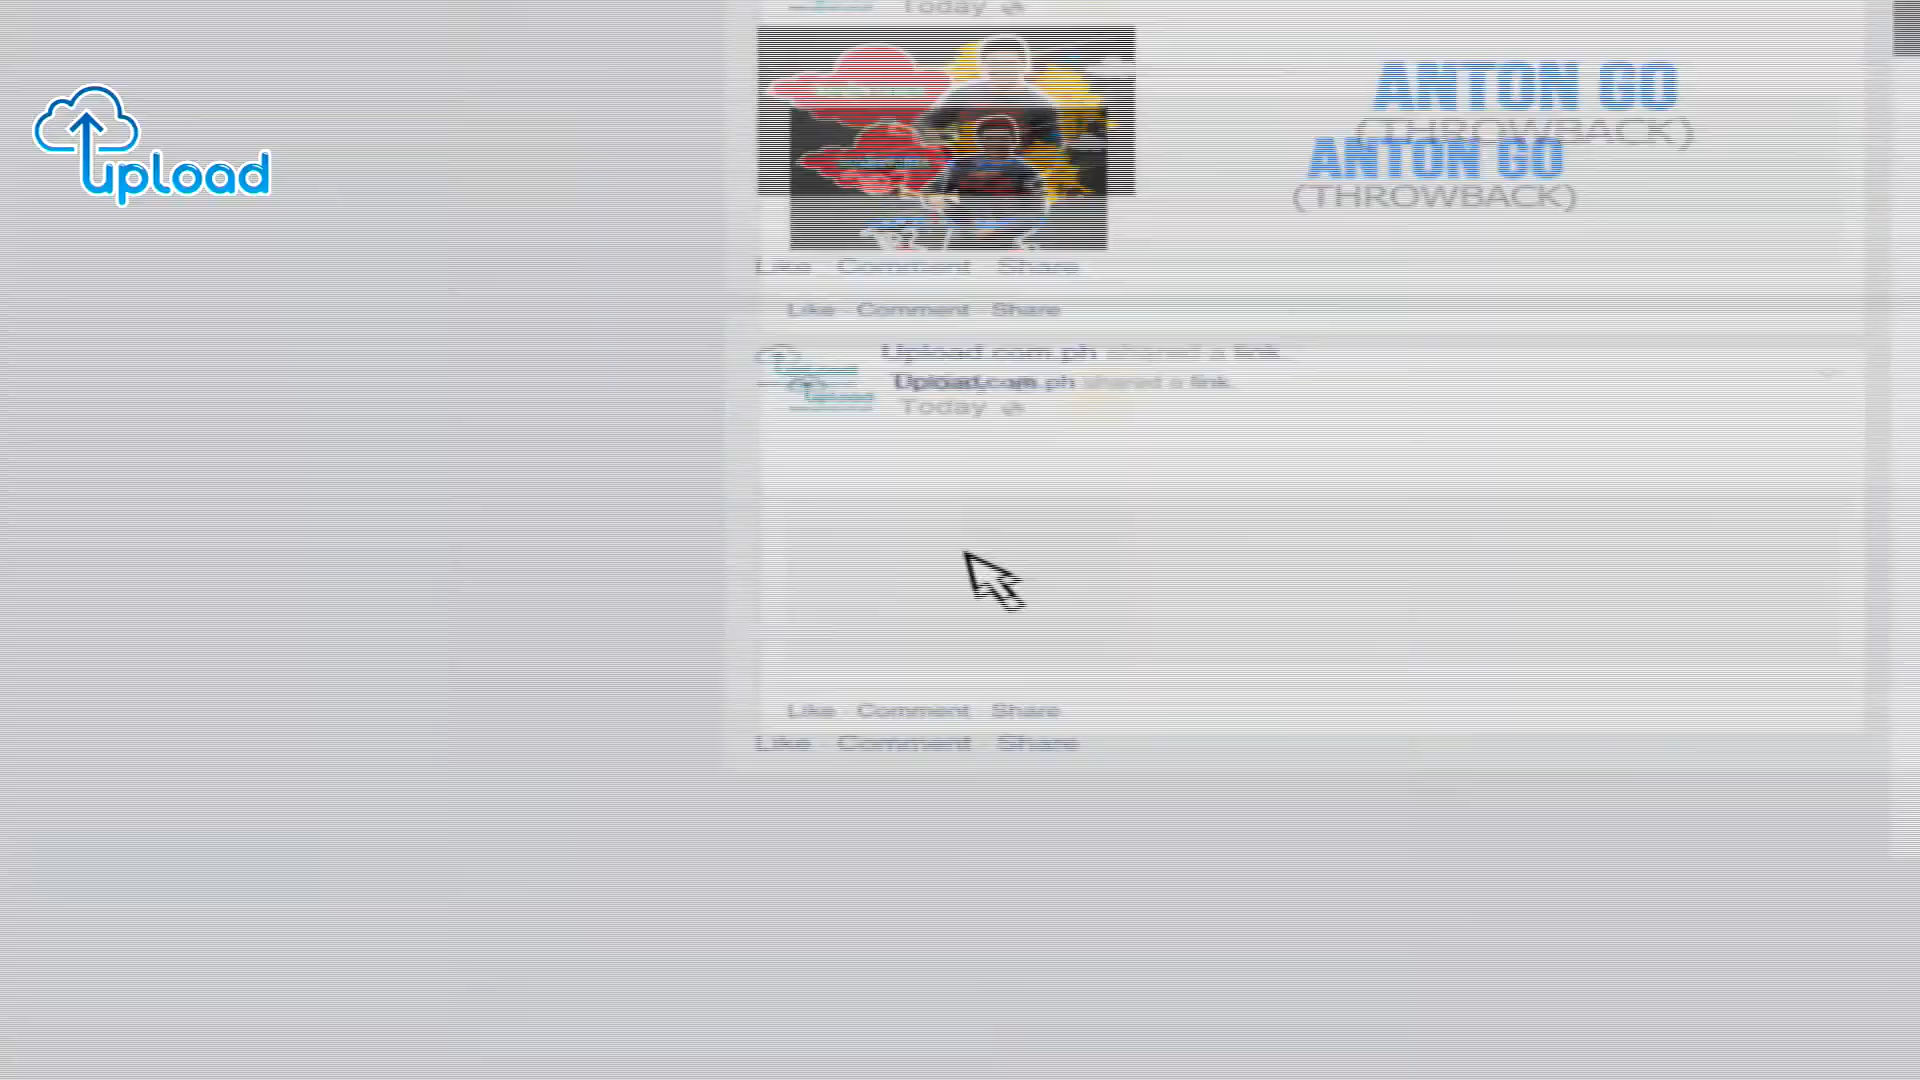 Today
ANTON GO
(THROWBACK)
ANTON GO
(THROWBACK)
upload
Like · Comment · Share
Like · Comment · Share
Upload.com.ph shared a link.
Upload.com.ph shared a link.
Today
Like · Comment · Share
Like · Comment · Share